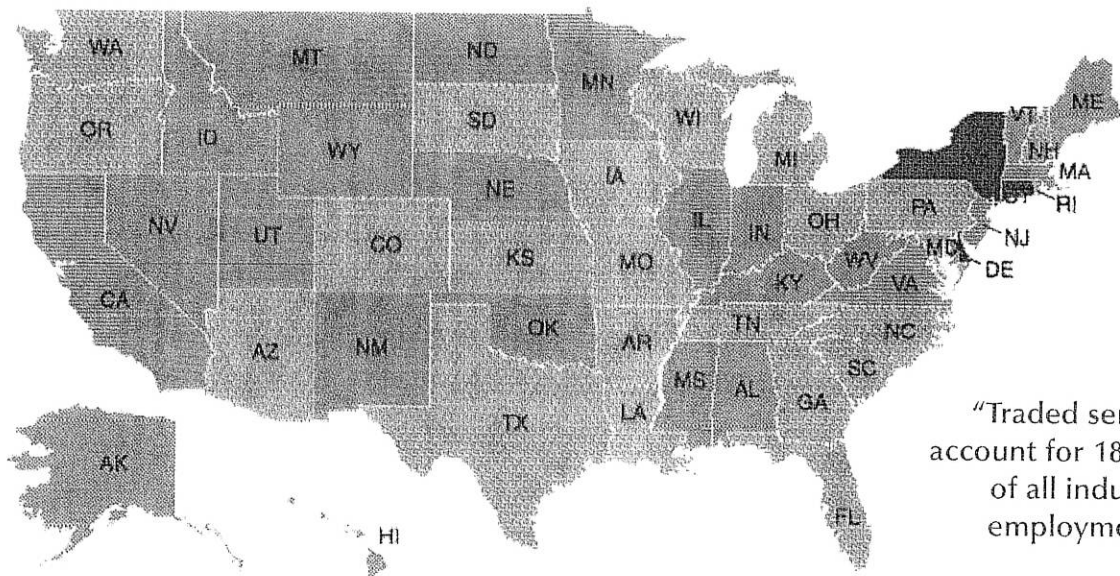 WA
MT
ND
MN
VT
ME
OR
ID
SD
WI
MI
NH
MA
WY
IA
RI
NE
PA
NV
UT
CO
IL
IN
OH
NJ
KS
MO
MD
WV
DE
CA
KY
VA
OK
TN
NC
AZ
NM
AR
SC
MS
AL
GA
TX
LA
"Traded ser
account for 18
of all indu
employme
AK
FL
HI